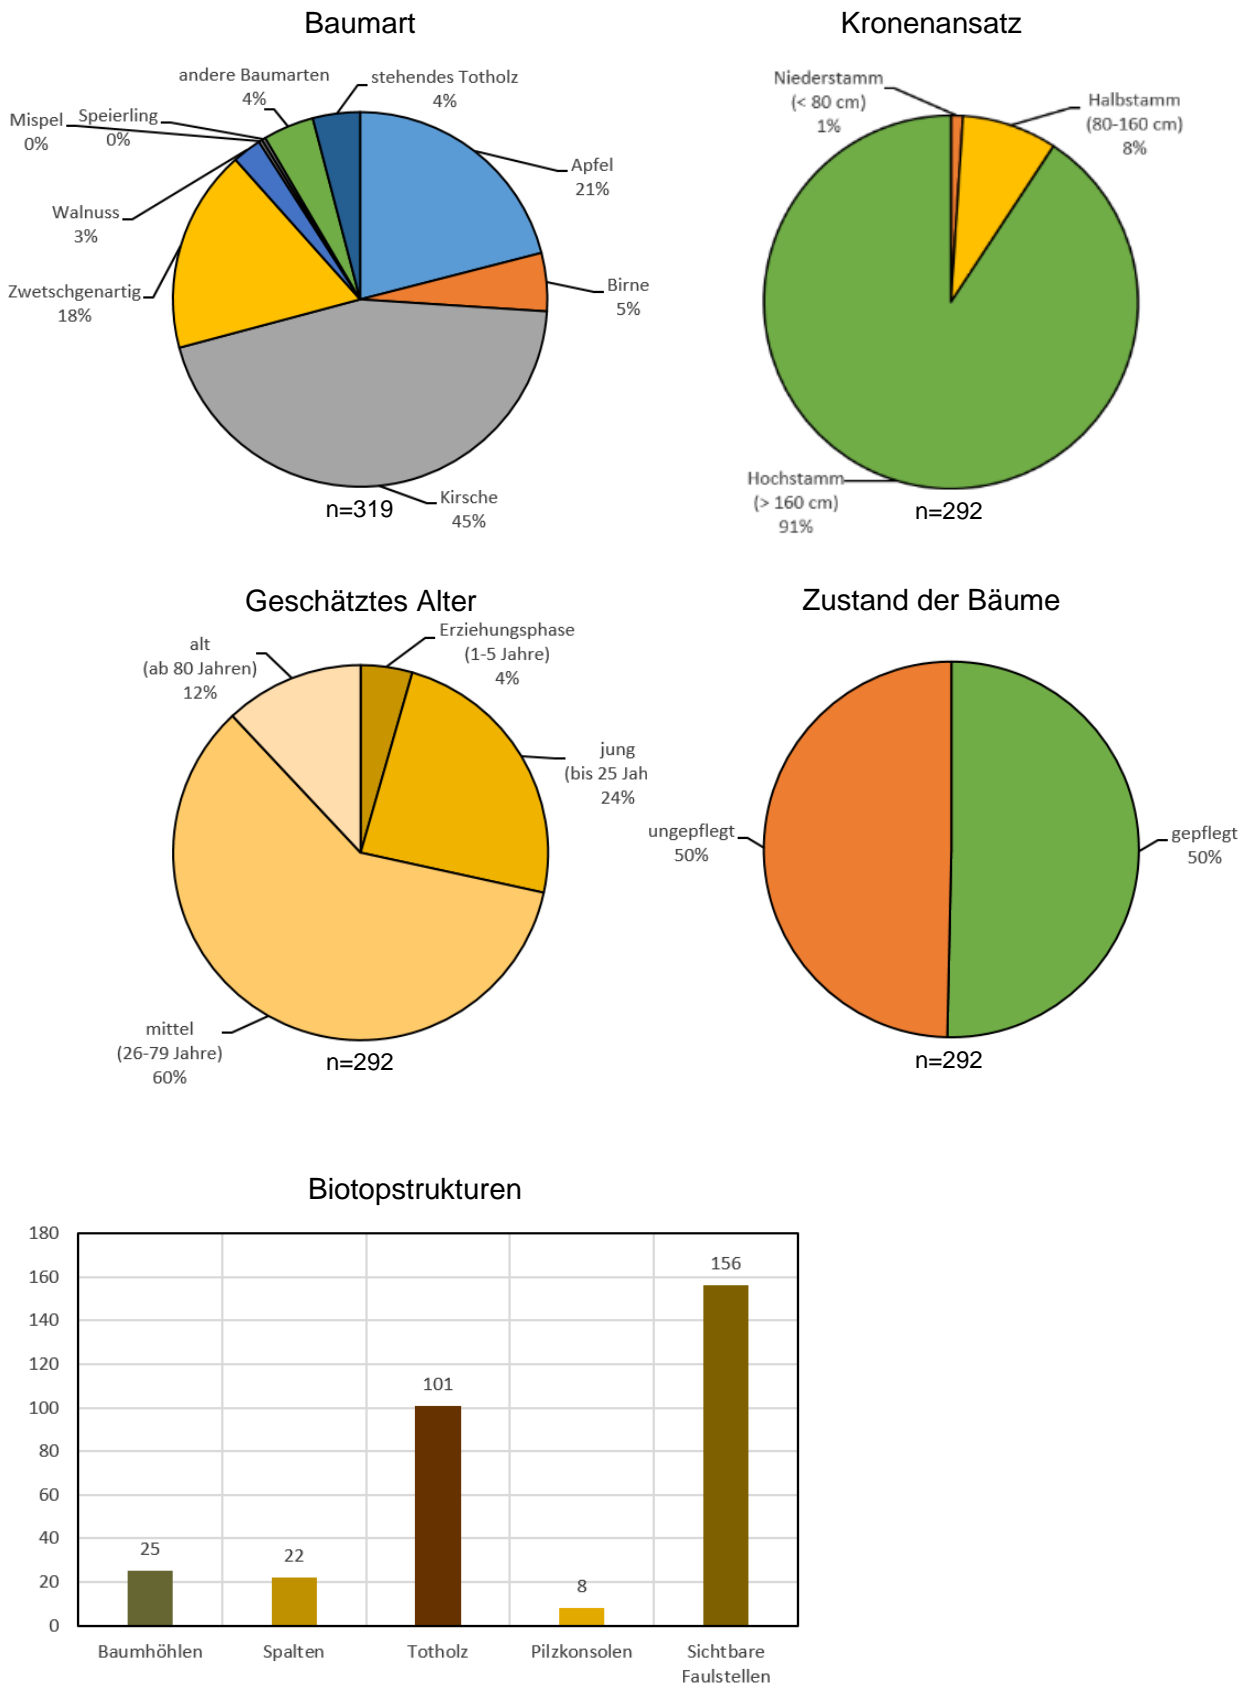 Baumart
andere Baumarten
4%
stehendes Totholz
4%
Mispel
0%
Speierling
0%
Apfel
21%
Walnuss
3%
Birne
5%
Zwetschgenartig
18%
Kirsche
45%
n=319
Kronenansatz
Niederstamm
(< 80 cm)
1%
Halbstamm
(80-160 cm)
8%
Hochstamm
(> 160 cm)
91%
n=292
Geschätztes Alter
alt
(ab 80 Jahren)
12%
Erziehungsphase
(1-5 Jahre)
4%
jung
(bis 25 Jah
24%
mittel
(26-79 Jahre)
60%
n=292
Zustand der Bäume
ungepflegt
50%
gepflegt
50%
n=292
Biotopstrukturen
180
160
140
120
100
80
60
40
20
0
25
22
101
8
156
Baumhöhlen
Spalten
Totholz
Pilzkonsolen
Sichtbare
Faulstellen